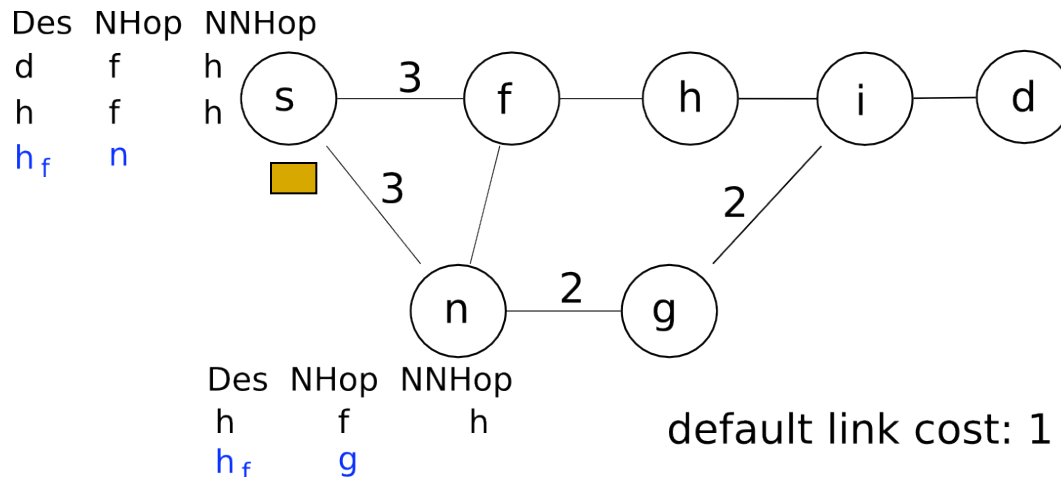 Des NHop NNHop
d f h
h f h
h f n
s 3 f h i d
3
2
n 2 g
Des NHop NNHop
h f h
h f g
default link cost: 1